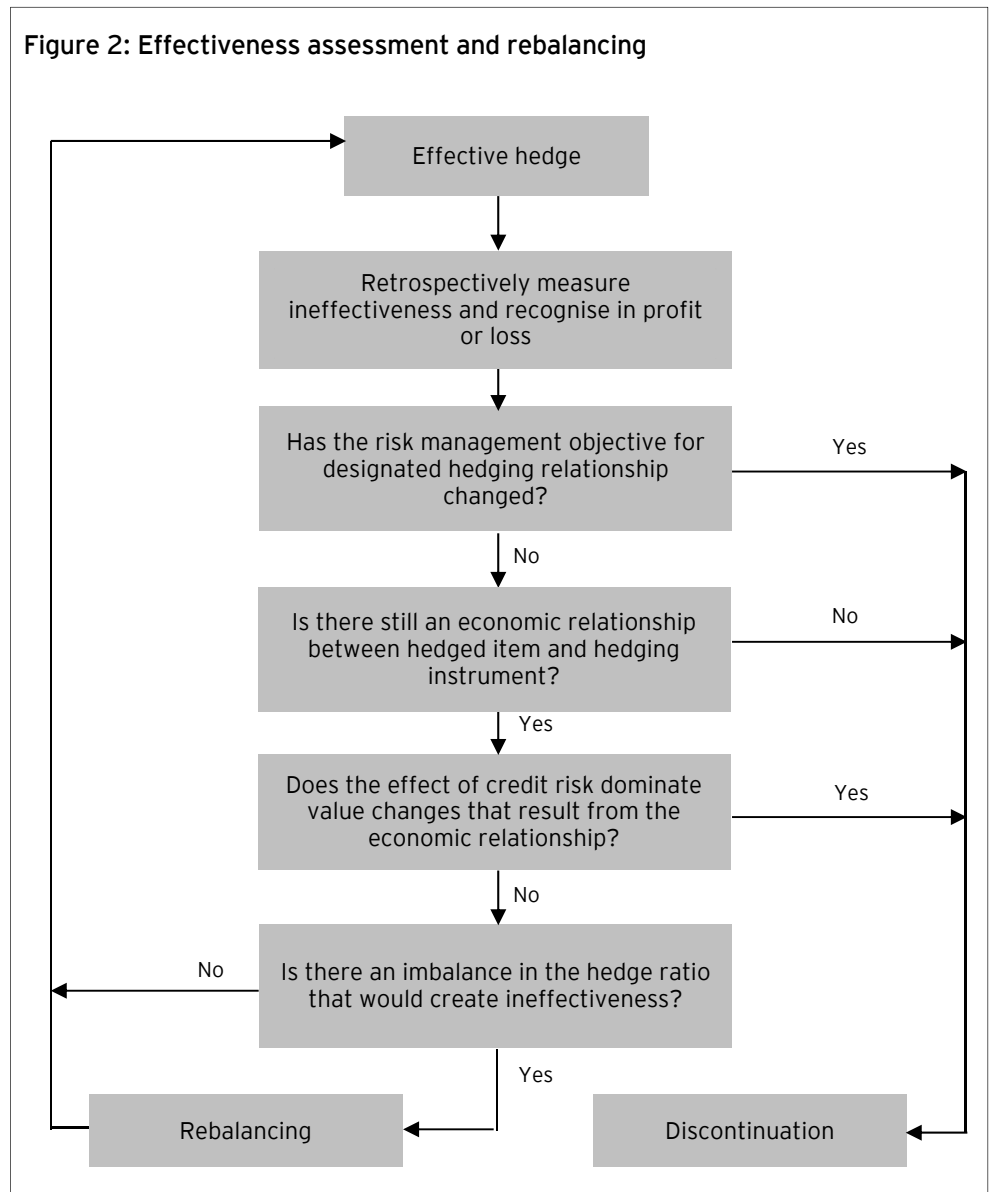 Figure 2: Effectiveness assessment and rebalancing
Effective hedge
Retrospectively measure
ineffectiveness and recognise in profit
or loss
Has the risk management objective for
designated hedging relationship
changed?
Yes
No
Is there still an economic relationship
between hedged item and hedging
instrument?
No
Yes
Does the effect of credit risk dominate
value changes that result from the
economic relationship?
Yes
No
Is there an imbalance in the hedge ratio
that would create ineffectiveness?
No
Yes
Rebalancing
Discontinuation